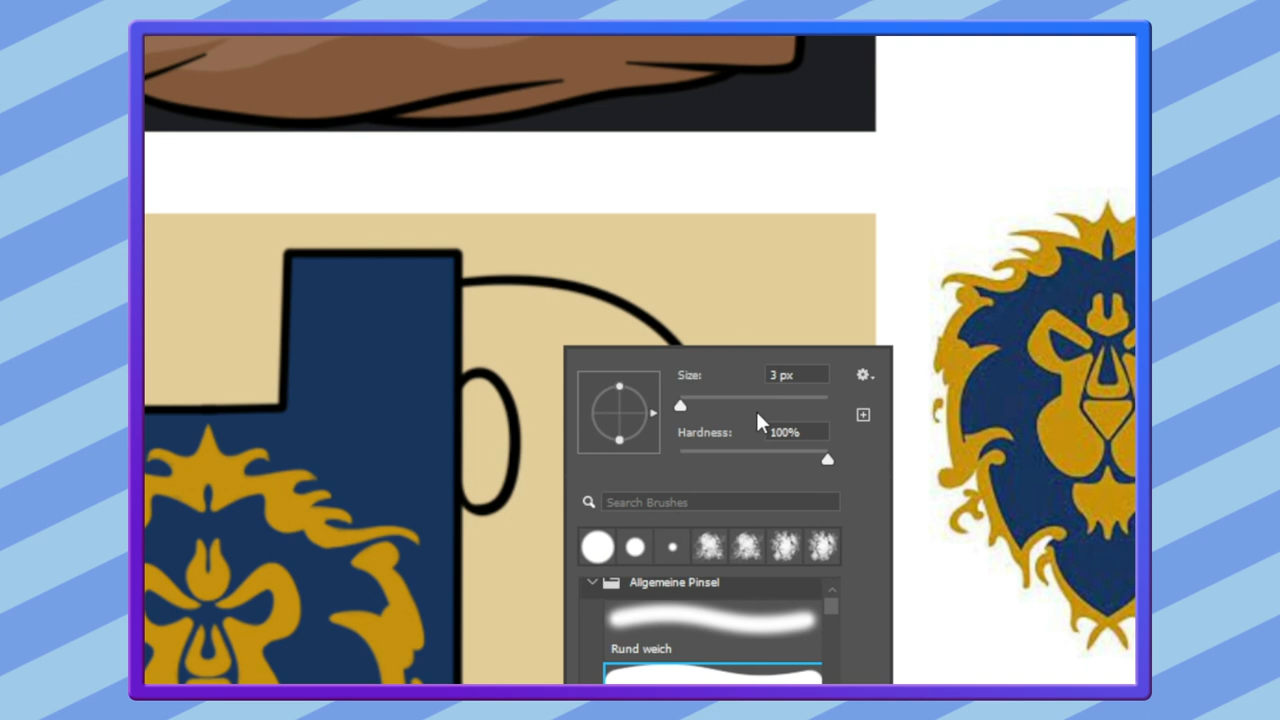 Size:
3 px
Hardness:
100%
Search Brushes
Allgemeine Pinsel
Rund weich